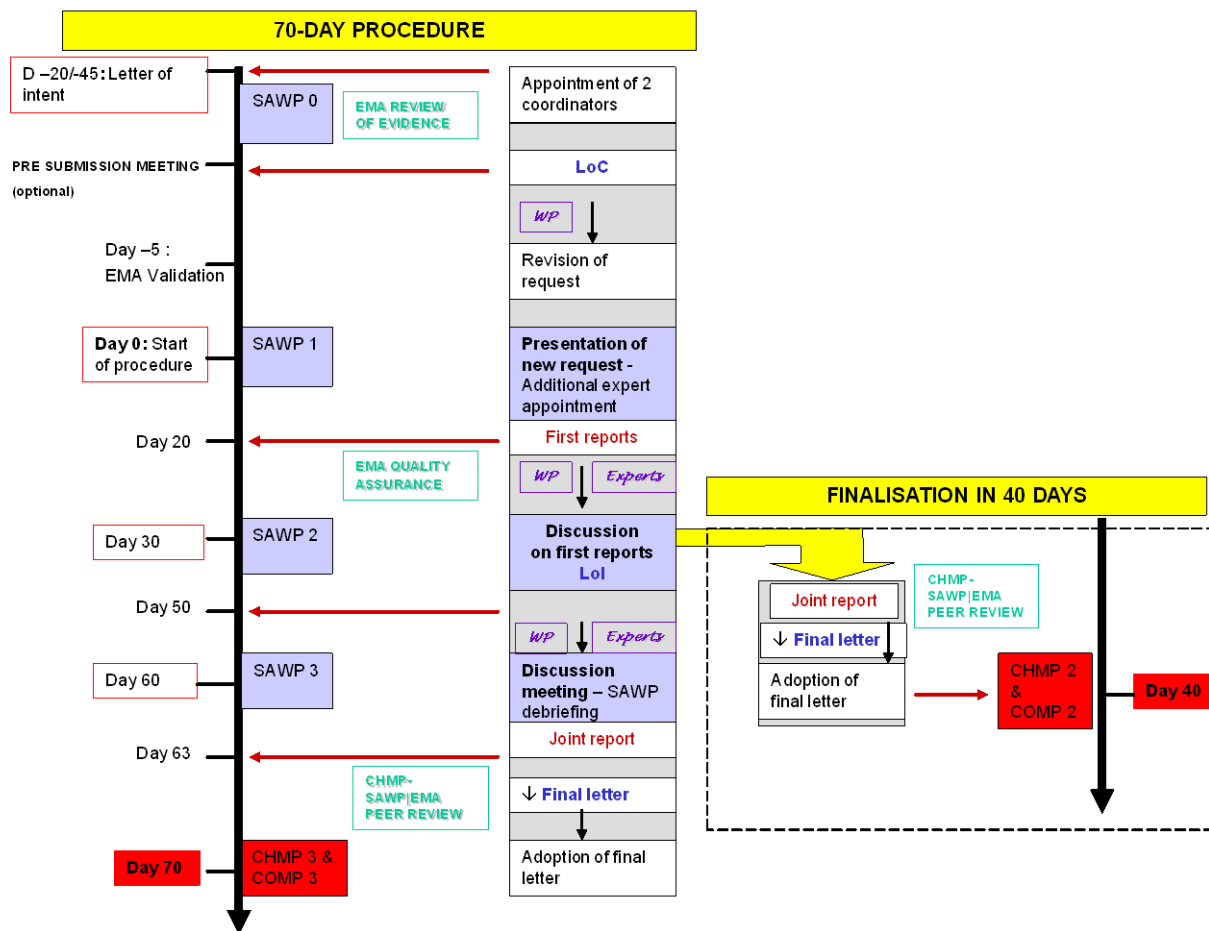 70-DAY PROCEDURE
D –20/-45: Letter of
intent
SAWP 0
EMA REVIEW
OF EVIDENCE
Appointment of 2
coordinators
PRE SUBMISSION MEETING
(optional)
LoC
WP
Day –5 :
EMA Validation
Revision of
request
Day 0: Start
of procedure
SAWP 1
Presentation of
new request -
Additional expert
appointment
Day 20
First reports
EMA QUALITY
ASSURANCE
WP
Experts
Day 30
SAWP 2
Discussion
on first reports
LoI
Day 50
WP
Experts
Day 60
SAWP 3
Discussion
meeting – SAWP
debriefing
Day 63
Joint report
CHMP-
SAWP|EMA
PEER REVIEW
↓ Final letter
Day 70
CHMP 3 &
COMP 3
Adoption of final
letter
FINALISATION IN 40 DAYS
Joint report
CHMP-
SAWP|EMA
PEER REVIEW
↓ Final letter
Adoption of
final letter
CHMP 2
&
COMP 2
Day 40